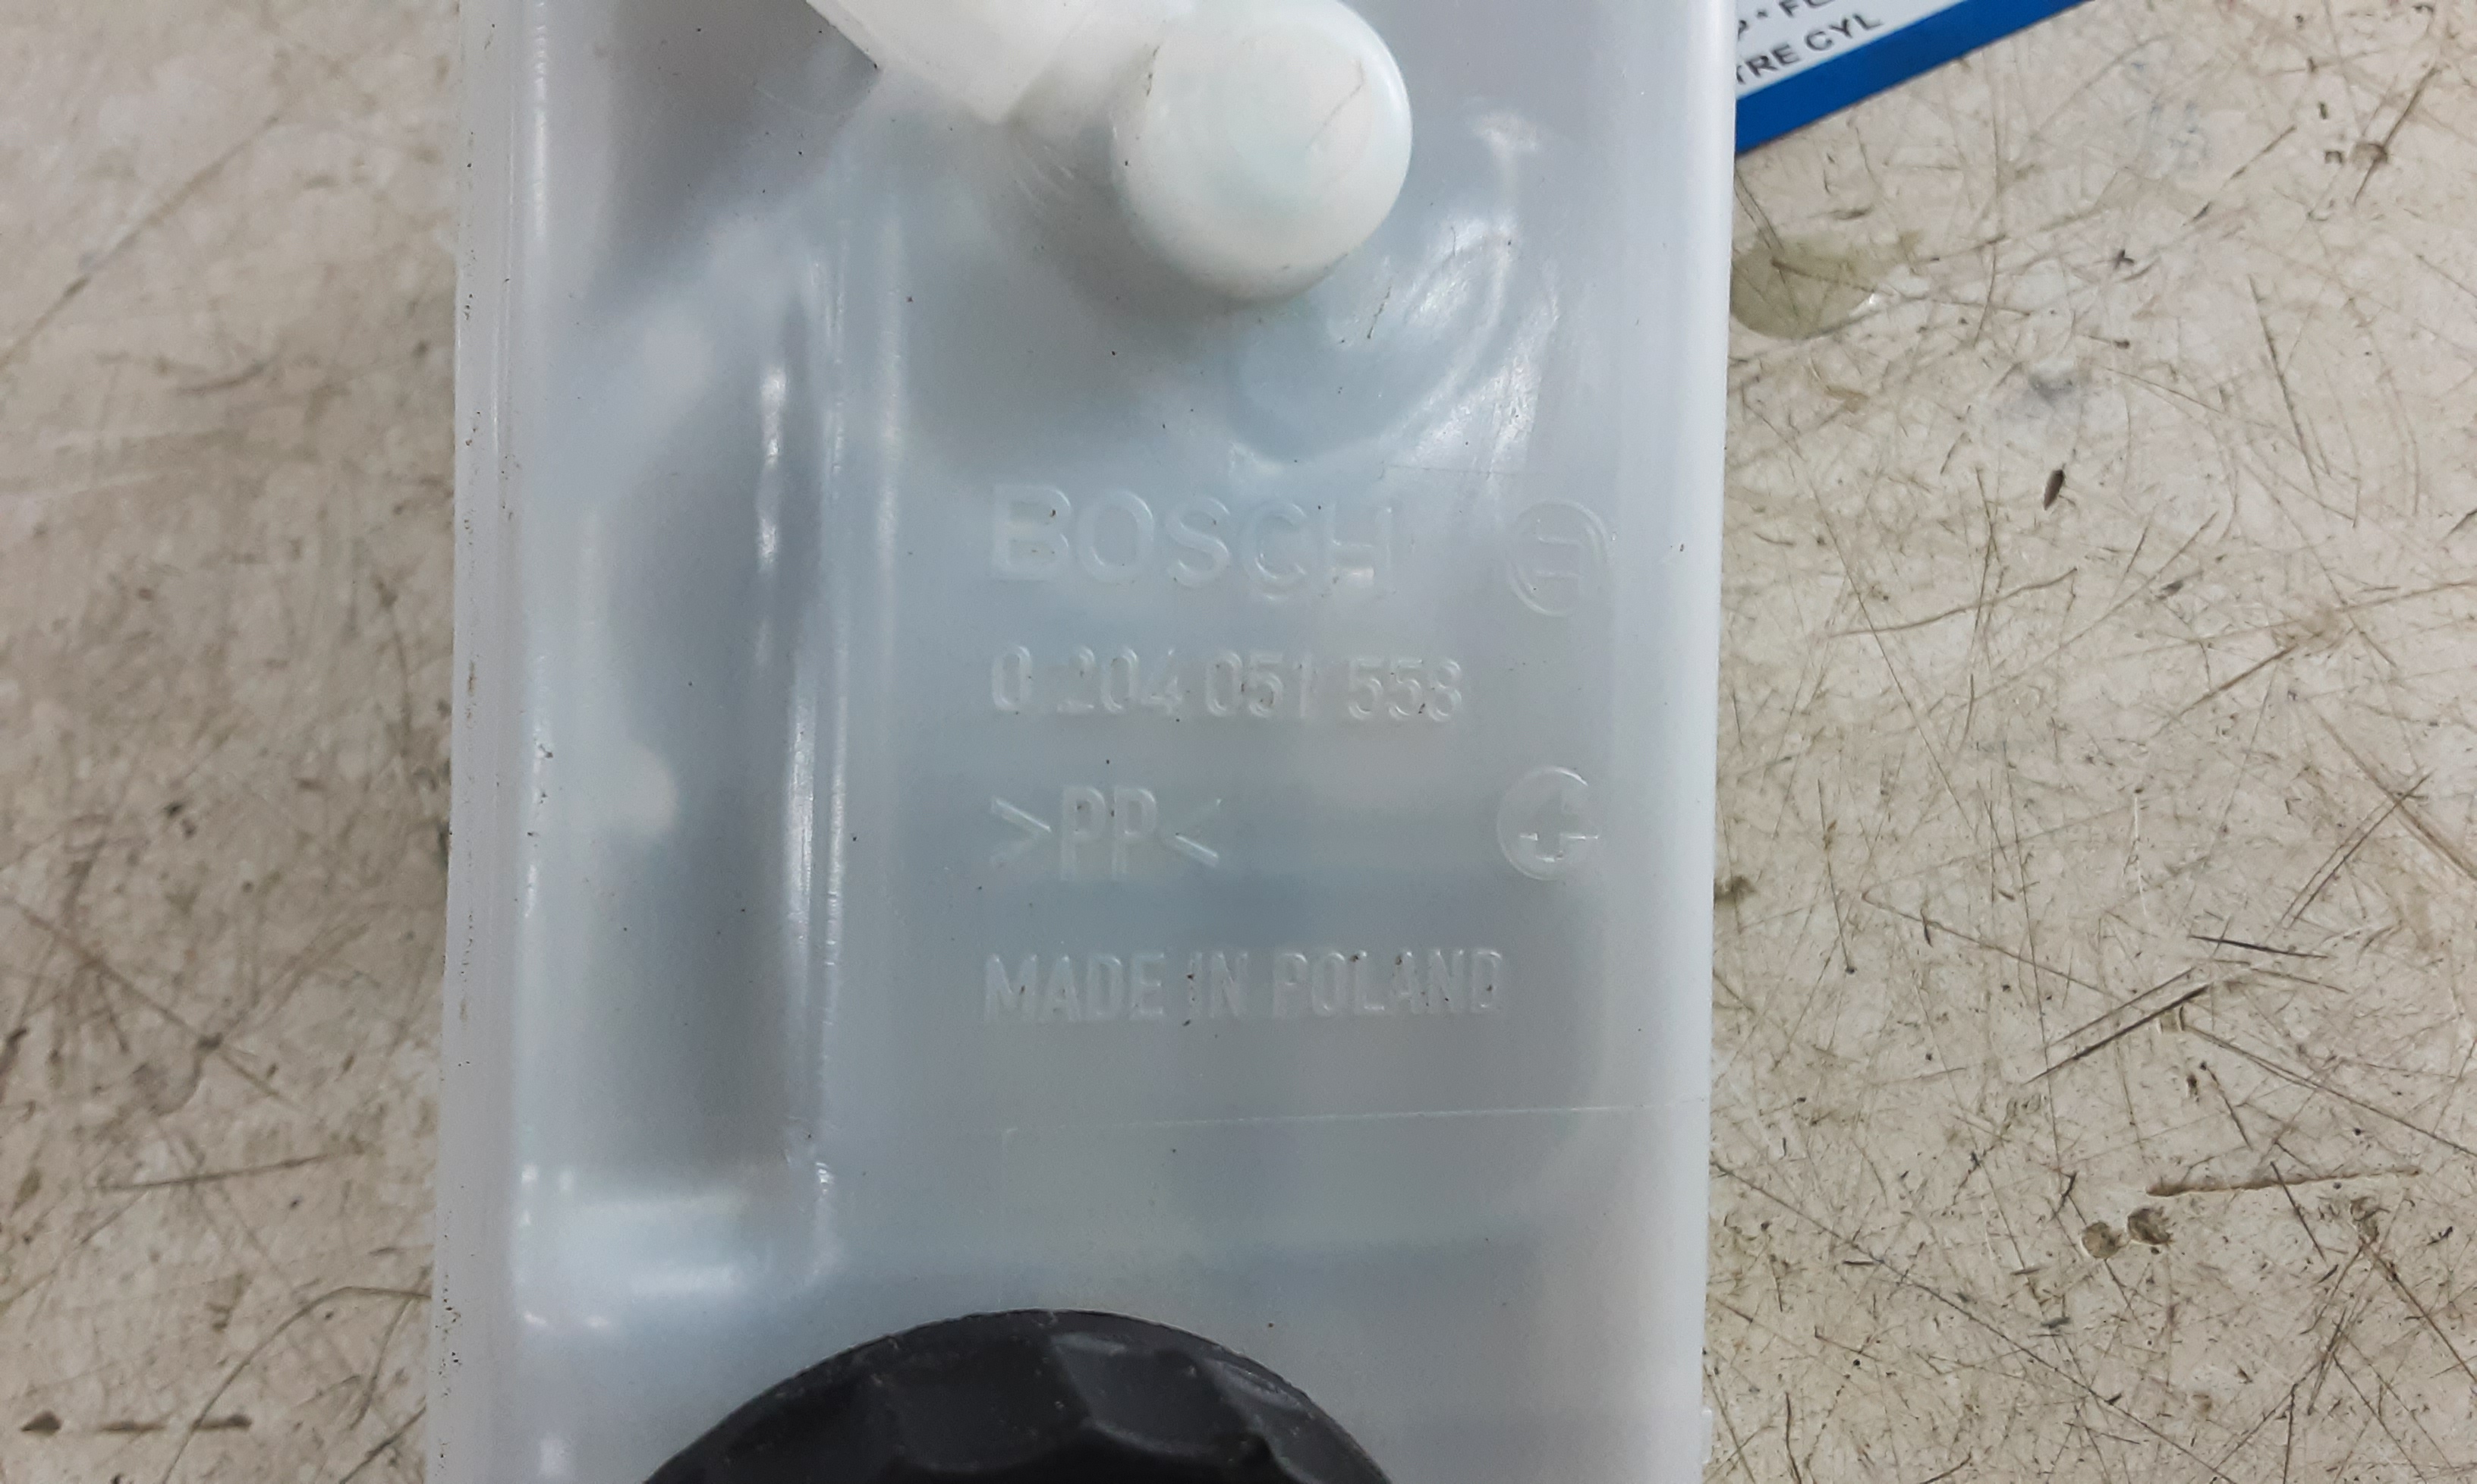 TRE CYL
BOSCH
0 204 051 558
>PP<
MADE IN POLAND